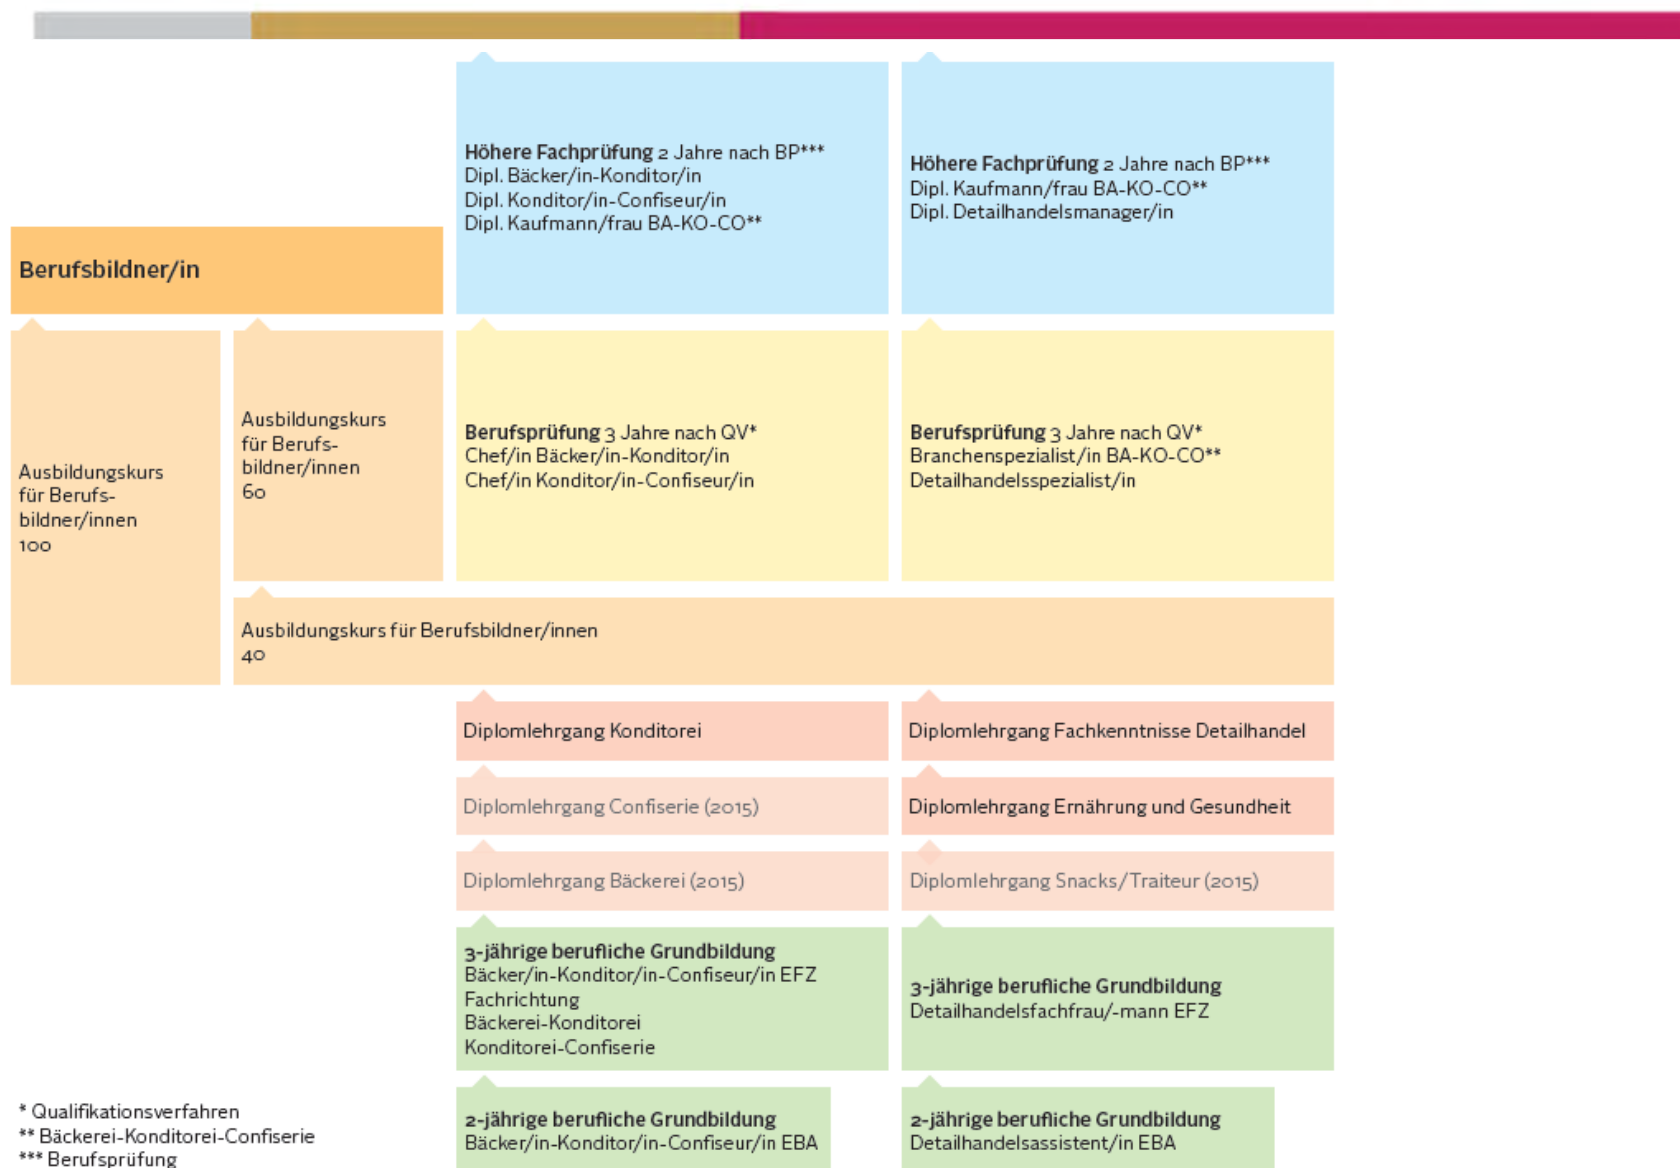 Höhere Fachprüfung 2 Jahre nach BP***
Dipl. Bäcker/in-Konditor/in
Dipl. Konditor/in-Confiseur/in
Dipl. Kaufmann/frau BA-KO-CO**
Höhere Fachprüfung 2 Jahre nach BP***
Dipl. Kaufmann/frau BA-KO-CO**
Dipl. Detailhandelsmanager/in
Berufsbildner/in
Ausbildungskurs
für Berufs-
bildner/innen
100
Ausbildungskurs
für Berufs-
bildner/innen
60
Berufsprüfung 3 Jahre nach QV*
Chef/in Bäcker/in-Konditor/in
Chef/in Konditor/in-Confiseur/in
Berufsprüfung 3 Jahre nach QV*
Branchenspezialist/in BA-KO-CO**
Detailhandelsspezialist/in
Ausbildungskurs für Berufsbildner/innen
40
Diplomlehrgang Konditorei
Diplomlehrgang Fachkenntnisse Detailhandel
Diplomlehrgang Confiserie (2015)
Diplomlehrgang Ernährung und Gesundheit
Diplomlehrgang Bäckerei (2015)
Diplomlehrgang Snacks/Traiteur (2015)
3-jährige berufliche Grundbildung
Bäcker/in-Konditor/in-Confiseur/in EFZ
Fachrichtung
Bäckerei-Konditorei
Konditorei-Confiserie
3-jährige berufliche Grundbildung
Detailhandelsfachfrau/-mann EFZ
2-jährige berufliche Grundbildung
Bäcker/in-Konditor/in-Confiseur/in EBA
2-jährige berufliche Grundbildung
Detailhandelsassistent/in EBA
* Qualifikationsverfahren
** Bäckerei-Konditorei-Confiserie
*** Berufsprüfung